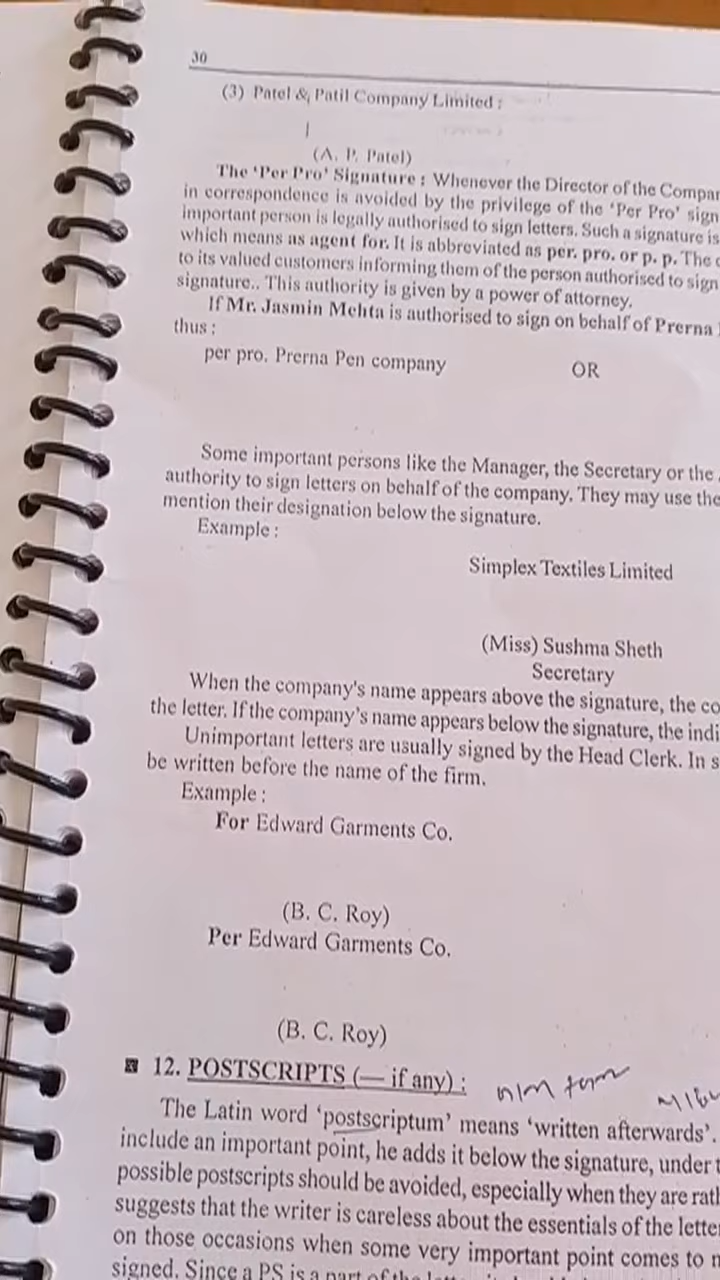 30
(3) Patel & Patil Company Limited :
(A. P. Patel)
The 'Per Pro' Signature : Whenever the Director of the Compan
in correspondence is avoided by the privilege of the 'Per Pro' sign
important person is legally authorised to sign letters. Such a signature is
which means as agent for. It is abbreviated as per. pro. or p. p. The
to its valued customers informing them of the person authorised to sign
signature.. This authority is given by a power of attorney.
If Mr. Jasmin Mehta is authorised to sign on behalf of Prerna
thus :
per pro. Prerna Pen company OR
Some important persons like the Manager, the Secretary or the
authority to sign letters on behalf of the company. They may use the
mention their designation below the signature.
Example :
Simplex Textiles Limited
(Miss) Sushma Sheth
Secretary
When the company's name appears above the signature, the co
the letter. If the company's name appears below the signature, the indi
Unimportant letters are usually signed by the Head Clerk. In s
be written before the name of the firm.
Example :
For Edward Garments Co.
(B. C. Roy)
Per Edward Garments Co.
(B. C. Roy)
12. POSTSCRIPTS (— if any) :
The Latin word 'postscriptum' means 'written afterwards'.
include an important point, he adds it below the signature, under t
possible postscripts should be avoided, especially when they are rath
suggests that the writer is careless about the essentials of the lette
on those occasions when some very important point comes to
signed. Since a PS is a part of the